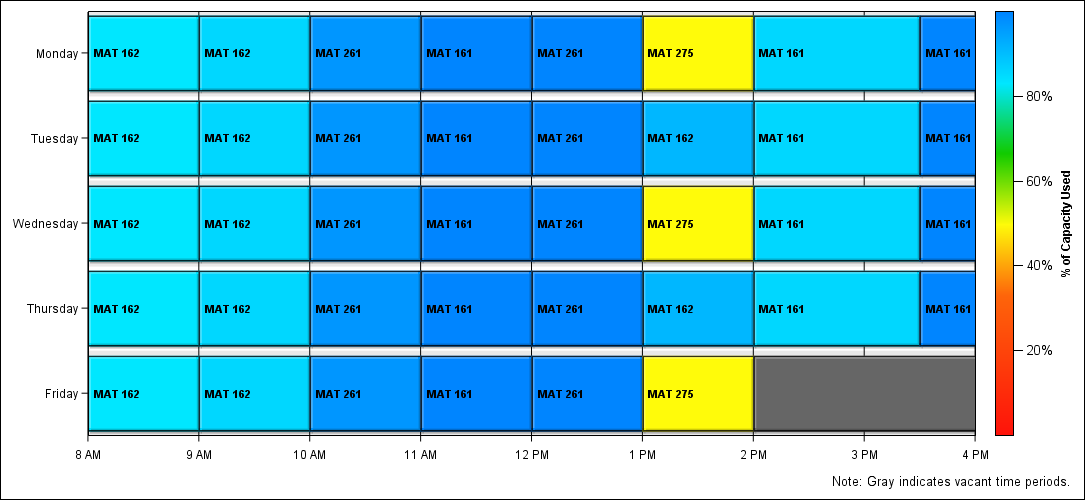 Monday MAT 162 MAT 162 MAT 261 MAT 161 MAT 261 MAT 275 MAT 161 MAT 161
80%
Tuesday MAT 162 MAT 162 MAT 261 MAT 161 MAT 261 MAT 162 MAT 161 MAT 161
60%
Wednesday MAT 162 MAT 162 MAT 261 MAT 161 MAT 261 MAT 275 MAT 161 MAT 161
% of Capacity Used
40%
Thursday MAT 162 MAT 162 MAT 261 MAT 161 MAT 261 MAT 162 MAT 161 MAT 161
20%
Friday MAT 162 MAT 162 MAT 261 MAT 161 MAT 261 MAT 275
8 AM 9 AM 10 AM 11 AM 12 PM 1 PM 2 PM 3 PM 4 PM
Note: Gray indicates vacant time periods.